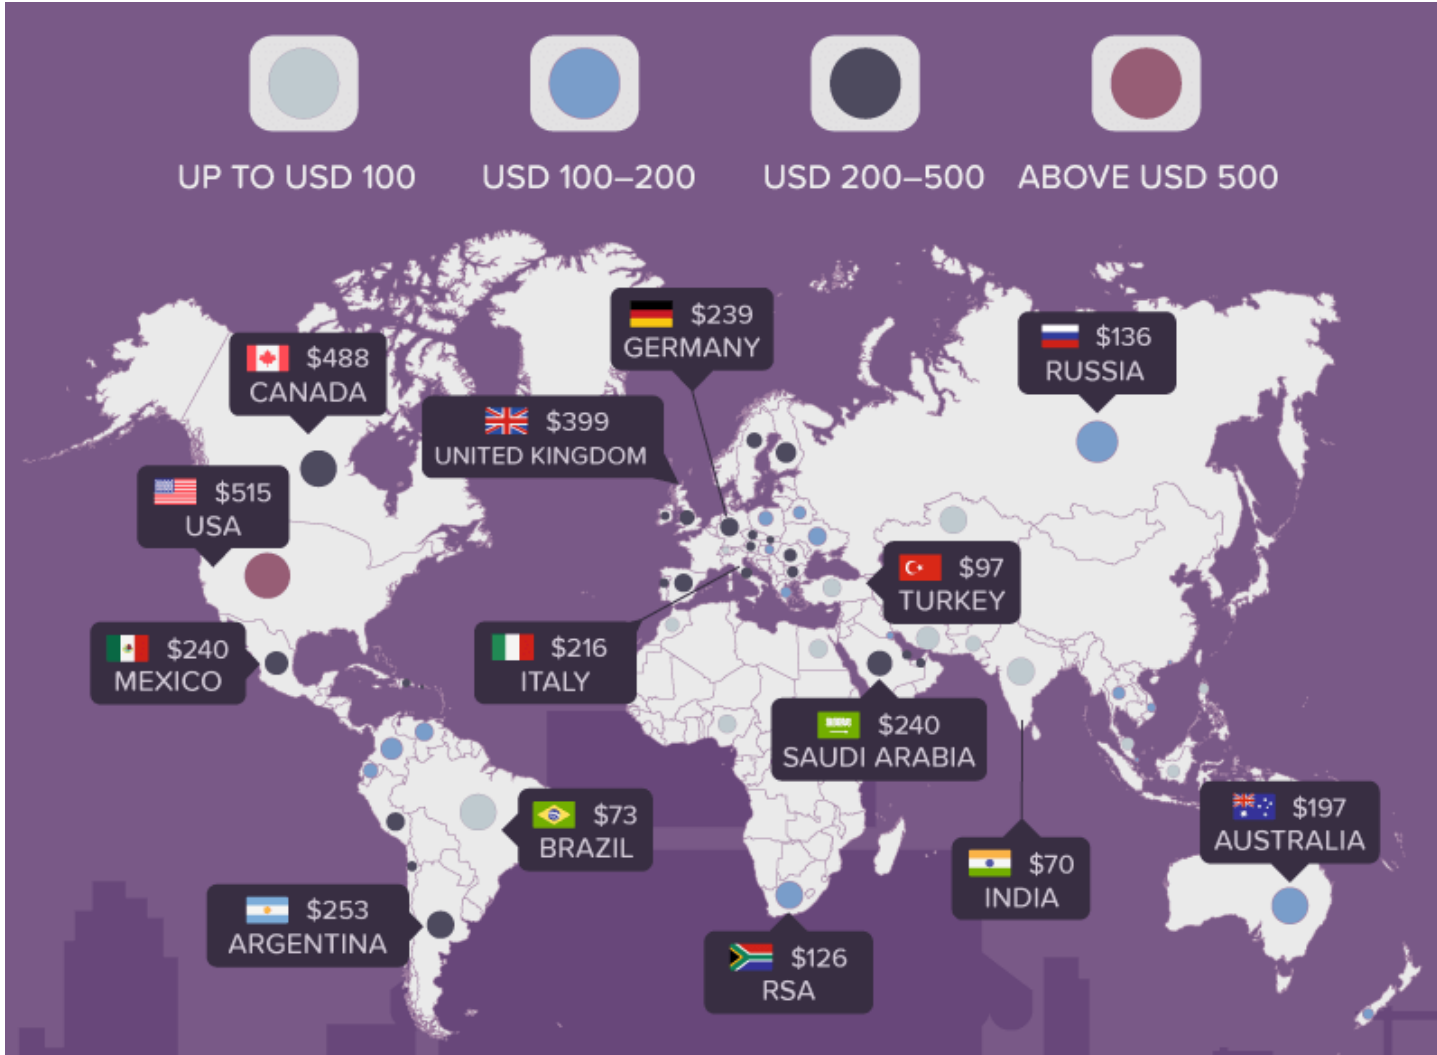 UP TO USD 100
USD 100–200
USD 200–500
ABOVE USD 500
$239
GERMANY
$136
RUSSIA
$488
CANADA
$399
UNITED KINGDOM
$515
USA
$97
TURKEY
$240
MEXICO
$216
ITALY
$240
SAUDI ARABIA
$73
BRAZIL
$197
AUSTRALIA
$70
INDIA
$253
ARGENTINA
$126
RSA